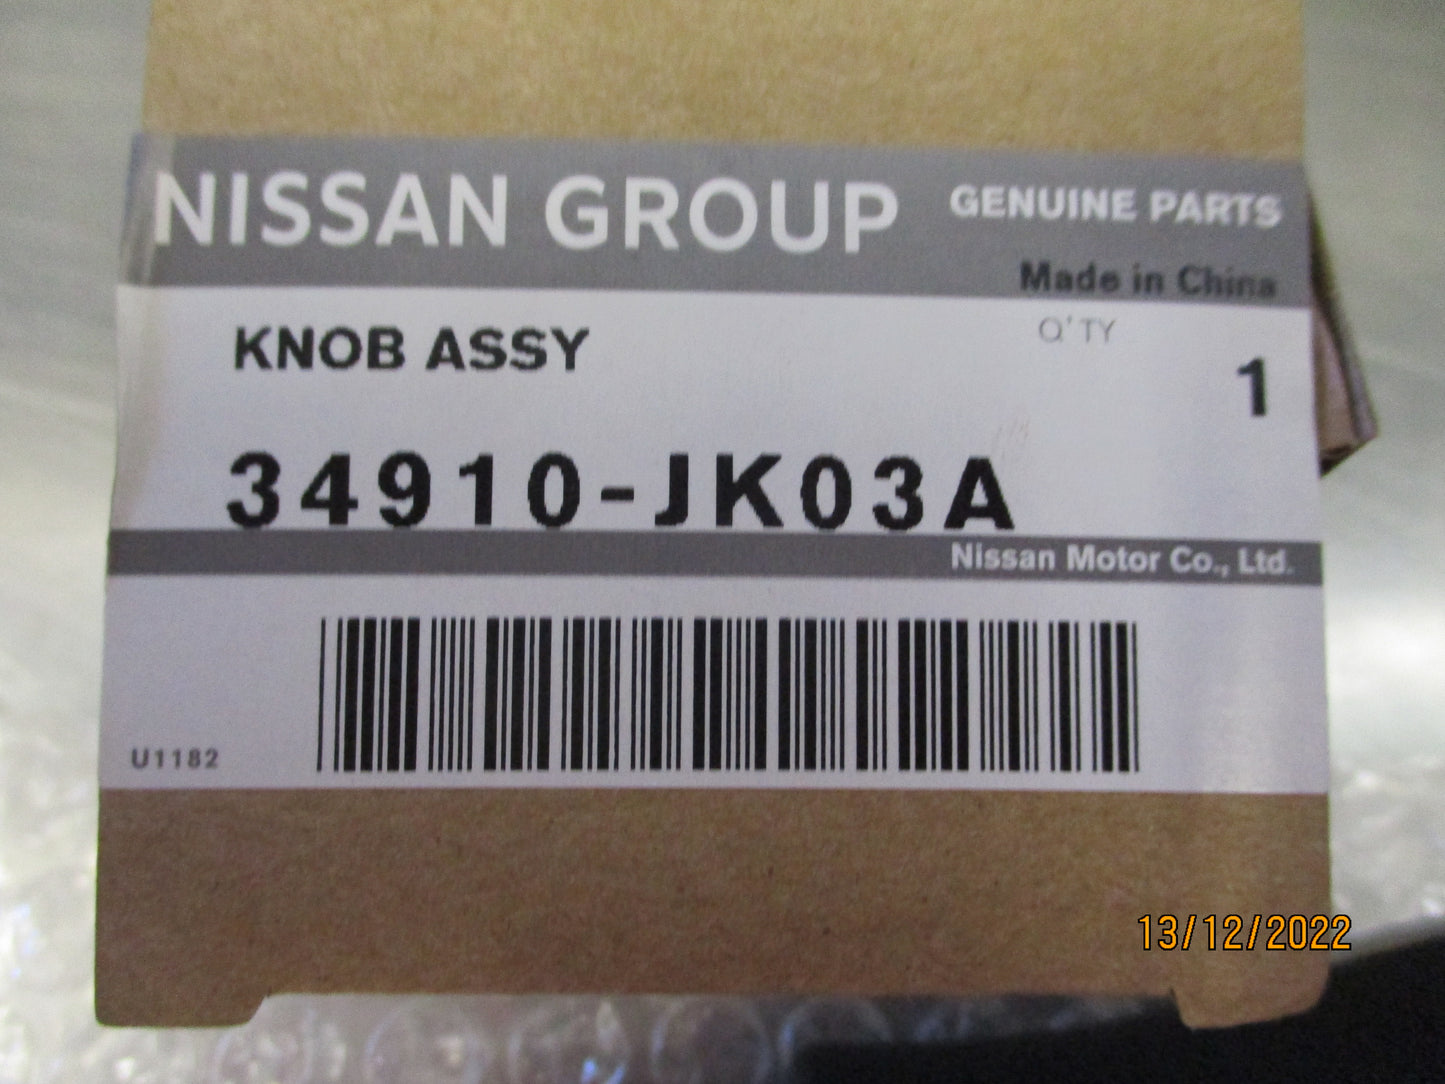 NISSAN GROUP GENUINE PARTS
Made in China
KNOB ASSY
Q'TY
1
34910-JK03A
Nissan Motor Co., Ltd.
U1182
13/12/2022